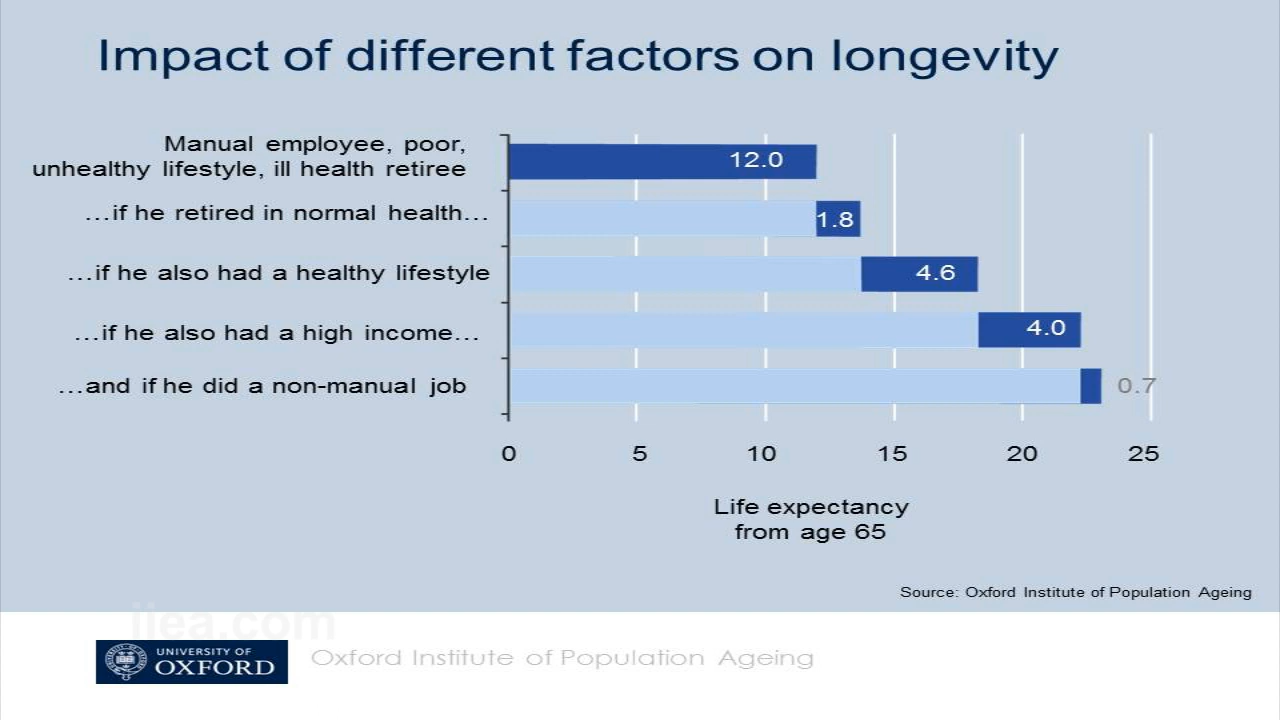 Impact of different factors on longevity
Manual employee, poor,
unhealthy lifestyle, ill health retiree
12.0
...if he retired in normal health...
1.8
...if he also had a healthy lifestyle
4.6
...if he also had a high income...
4.0
...and if he did a non-manual job
0.7
0 5 10 15 20 25
Life expectancy
from age 65
Source: Oxford Institute of Population Ageing
iiea.com
UNIVERSITY OF
OXFORD
Oxford Institute of Population Ageing